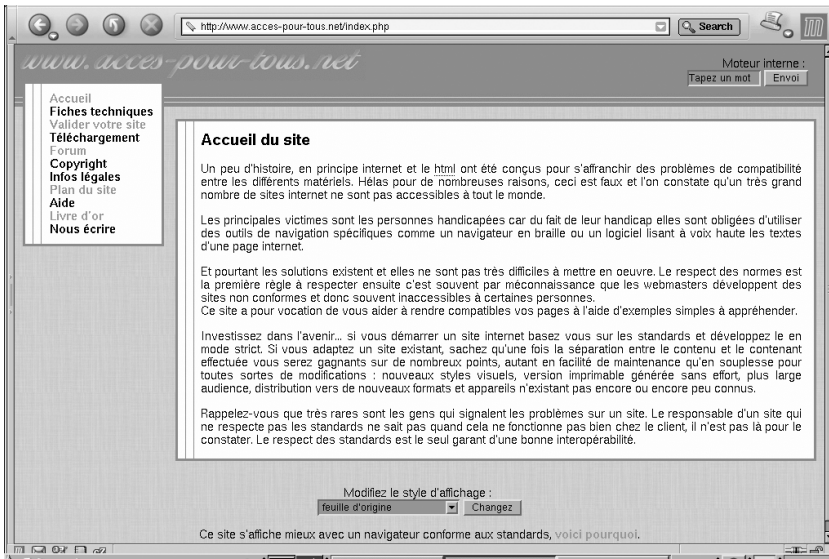 http://www.acces-pour-tous.net/index.php
Search
www.acces-pour-tous.net
Moteur interne :
Tapez un mot
Envoi
Accueil
Fiches techniques
Valider votre site
Téléchargement
Forum
Copyright
Infos légales
Plan du site
Aide
Livre d'or
Nous écrire
Accueil du site
Un peu d'histoire, en principe internet et le html ont été conçus pour s'affranchir des problèmes de compatibilité
entre les différents matériels. Hélas pour de nombreuses raisons, ceci est faux et l'on constate qu'un très grand
nombre de sites internet ne sont pas accessibles à tout le monde.
Les principales victimes sont les personnes handicapées car du fait de leur handicap elles sont obligées d'utiliser
des outils de navigation spécifiques comme un navigateur en braille ou un logiciel lisant à voix haute les textes
d'une page internet.
Et pourtant les solutions existent et elles ne sont pas très difficiles à mettre en oeuvre. Le respect des normes est
la première règle à respecter ensuite c'est souvent par méconnaissance que les webmasters développent des
sites non conformes et donc souvent inaccessibles à certaines personnes.
Ce site a pour vocation de vous aider à rendre compatibles vos pages à l'aide d'exemples simples à appréhender.
Investissez dans l'avenir... si vous démarrer un site internet basez vous sur les standards et développez le en
mode strict. Si vous adaptez un site existant, sachez qu'une fois la séparation entre le contenu et le contenant
effectuée vous serez gagnants sur de nombreux points, autant en facilité de maintenance qu'en souplesse pour
toutes sortes de modifications : nouveaux styles visuels, version imprimable générée sans effort, plus large
audience, distribution vers de nouveaux formats et appareils n'existant pas encore ou encore peu connus.
Rappelez-vous que très rares sont les gens qui signalent les problèmes sur un site. Le responsable d'un site qui
ne respecte pas les standards ne sait pas quand cela ne fonctionne pas bien chez le client, il n'est pas là pour le
constater. Le respect des standards est le seul garant d'une bonne interopérabilité.
Modifiez le style d'affichage :
feuille d'origine
Changez
Ce site s'affiche mieux avec un navigateur conforme aux standards, voici pourquoi.